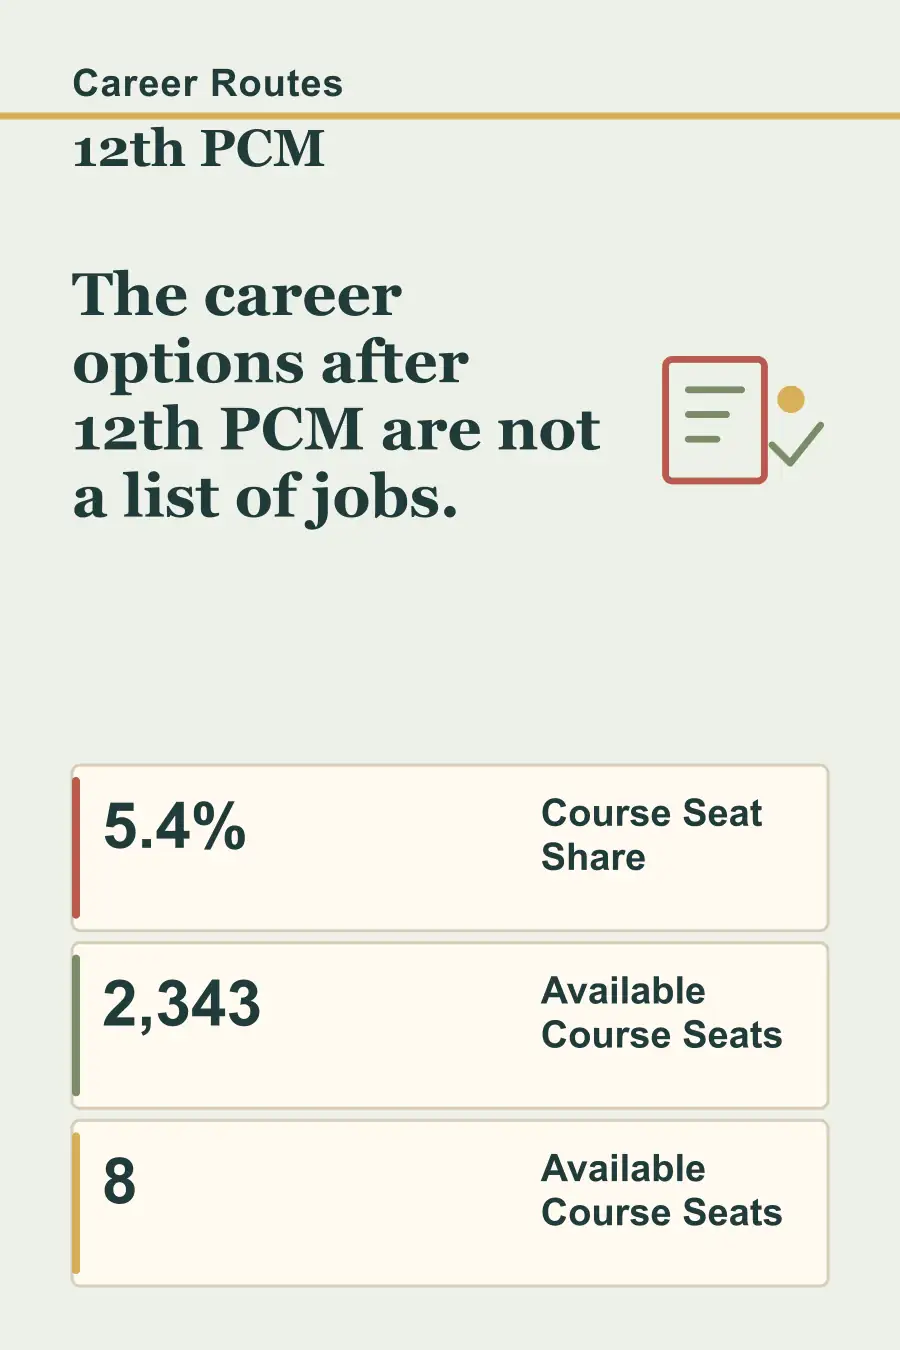 Career Routes
12th PCM
The career
options after
12th PCM are not
a list of jobs.
5.4%
Course Seat
Share
2,343
Available
Course Seats
8
Available
Course Seats